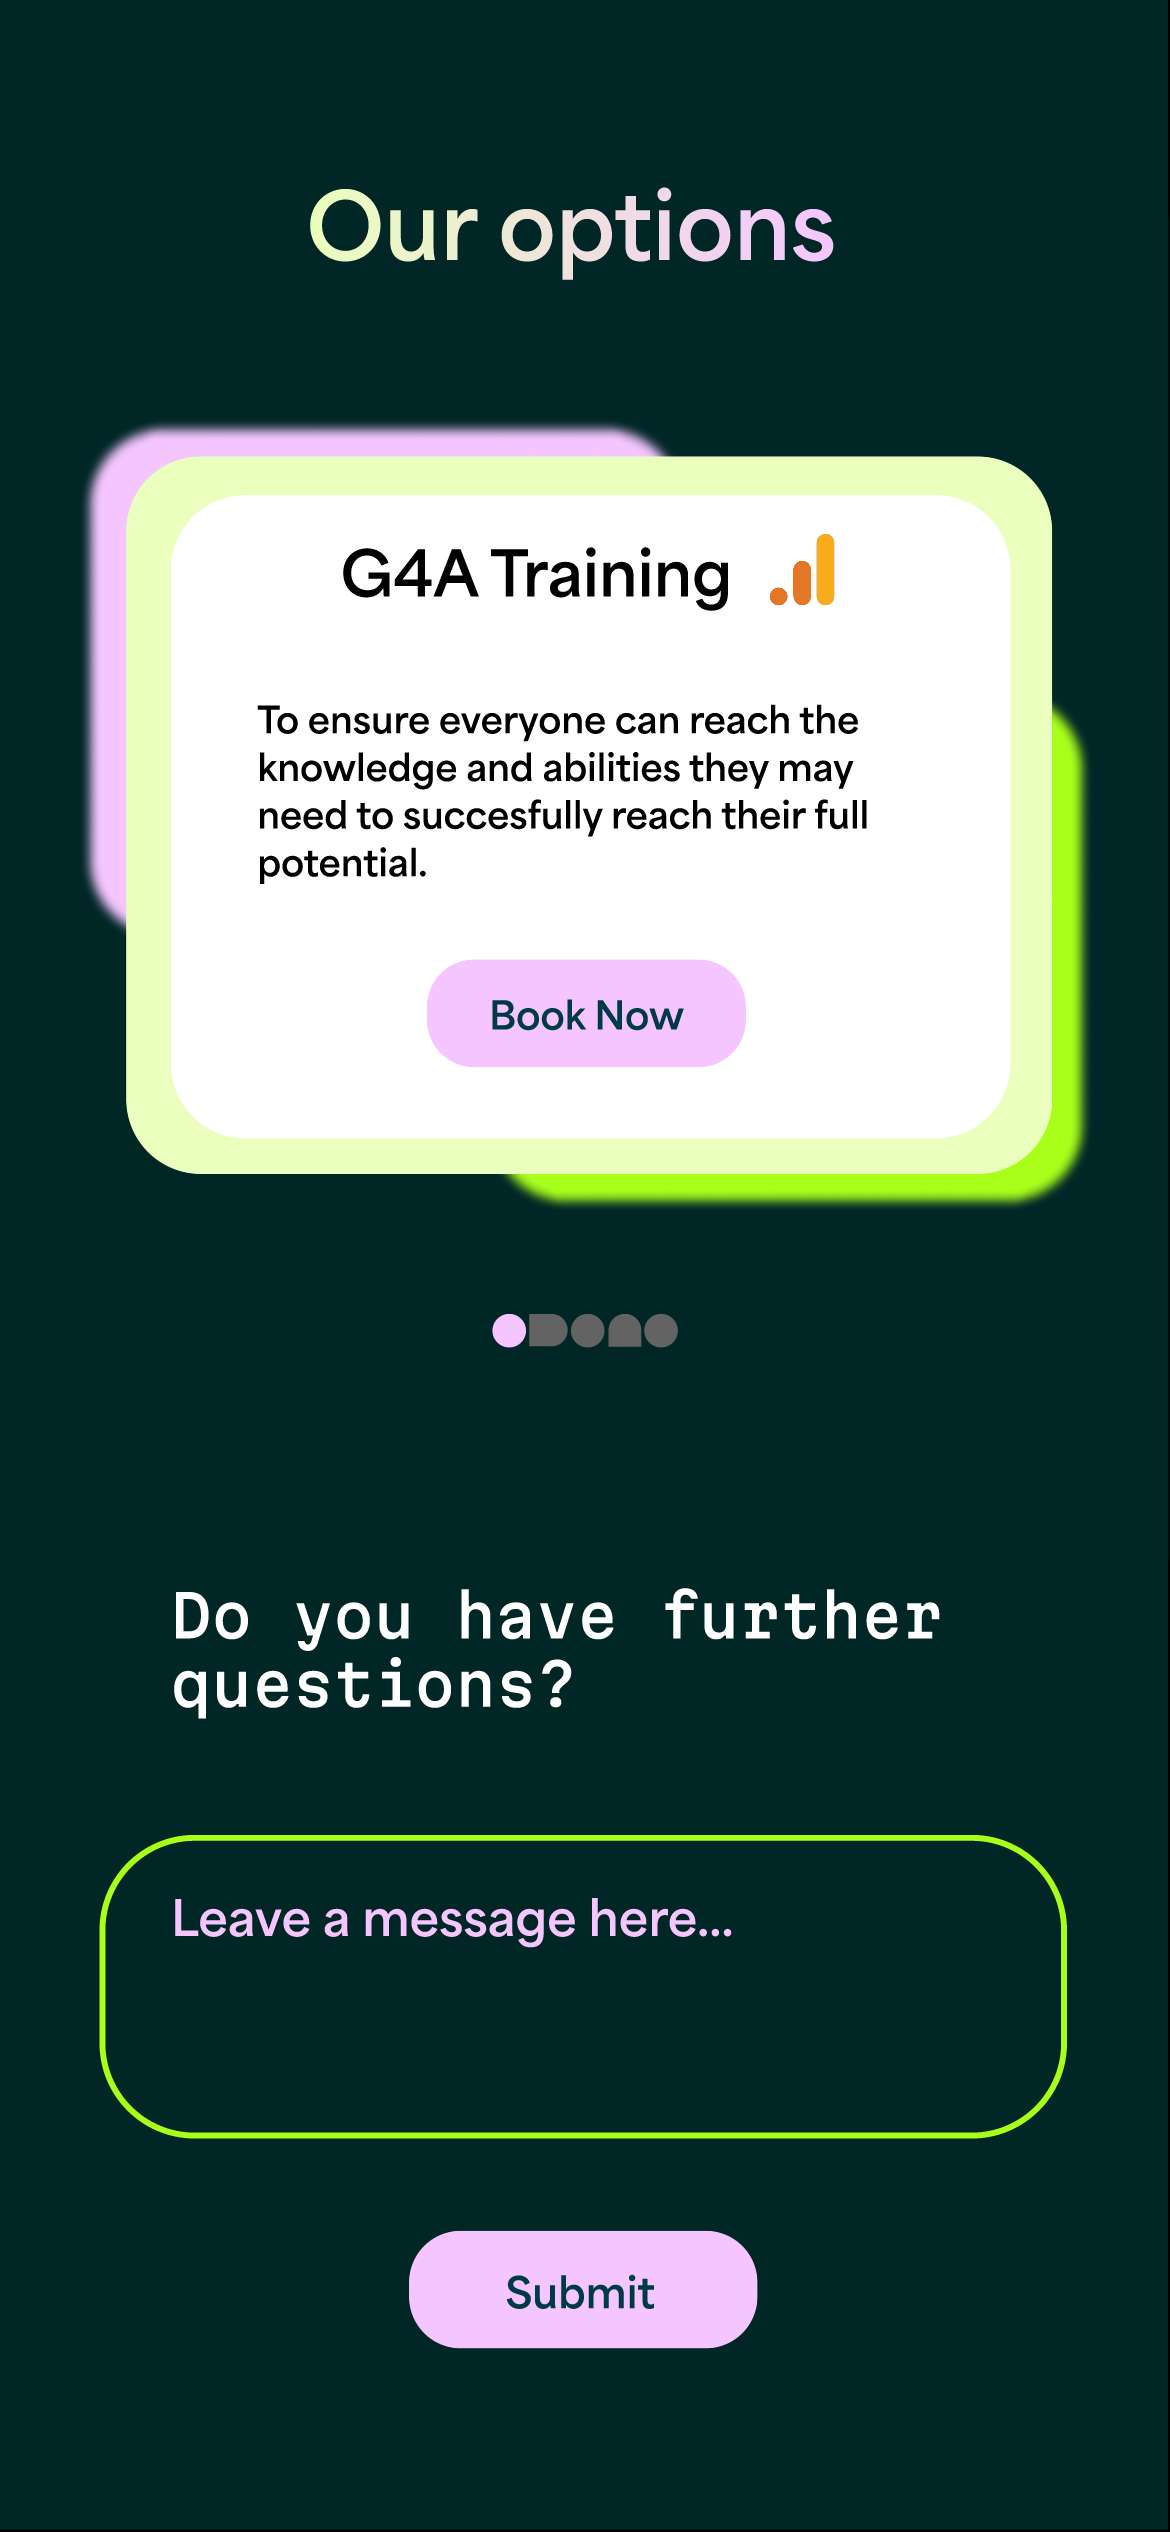 Our options
G4A Training
To ensure everyone can reach the
knowledge and abilities they may
need to succesfully reach their full
potential.
Book Now
Do you have further
questions?
Leave a message here...
Submit